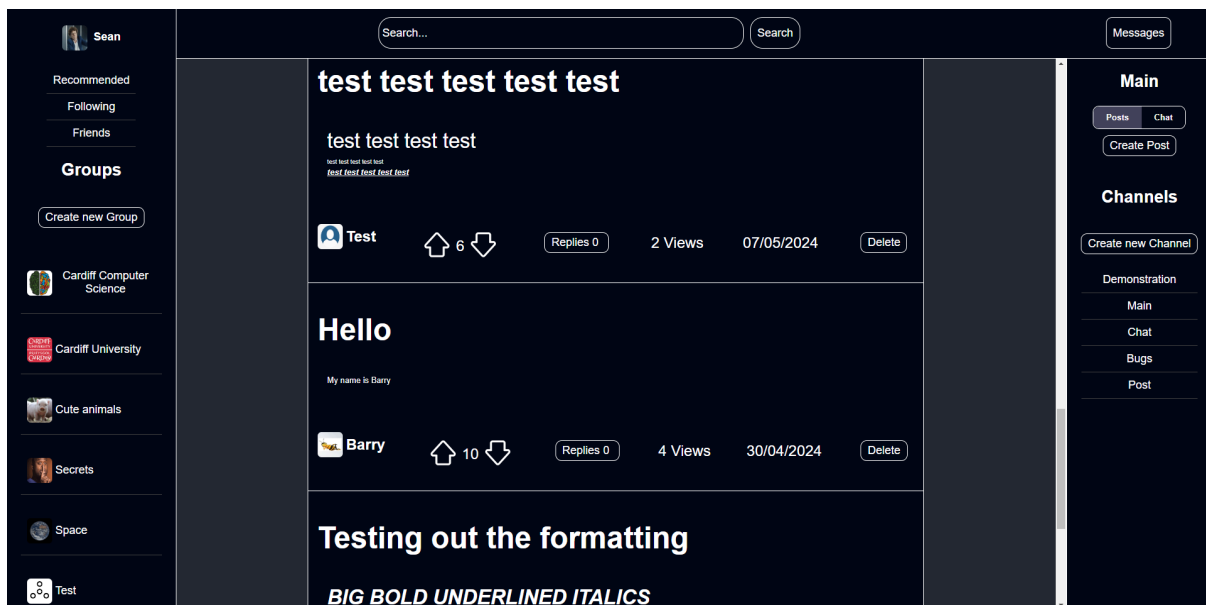 Sean
Search...
Search
Messages
Recommended
Following
Friends
Groups
Create new Group
Cardiff Computer
Science
Cardiff University
Cute animals
Secrets
Space
Test
test test test test test
test test test test
test test test test test
test test test test test
Test
6
Replies 0
2 Views
07/05/2024
Delete
Hello
My name is Barry
Barry
10
Replies 0
4 Views
30/04/2024
Delete
Testing out the formatting
BIG BOLD UNDERLINED ITALICS
Main
Posts Chat
Create Post
Channels
Create new Channel
Demonstration
Main
Chat
Bugs
Post